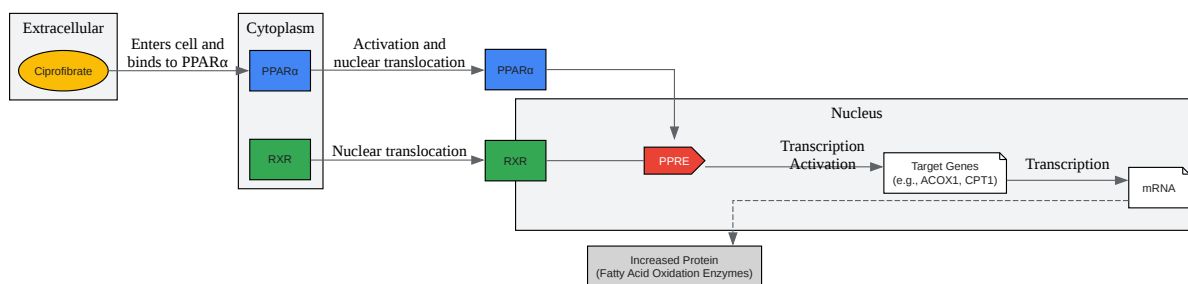 Extracellular
Cytoplasm
Enters cell and
binds to PPARα
Activation and
nuclear translocation
Ciprofibrate
PPARα
PPARα
Nucleus
RXR
Nuclear translocation
RXR
PPRE
Transcription
Activation
Target Genes
(e.g., ACOX1, CPT1)
Transcription
mRNA
Increased Protein
(Fatty Acid Oxidation Enzymes)